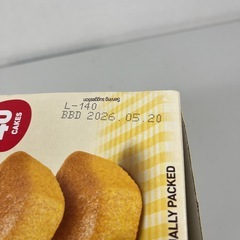 L-140
BBD 2026.05.20
Serving suggestion
CAKES
ALLY PACKED